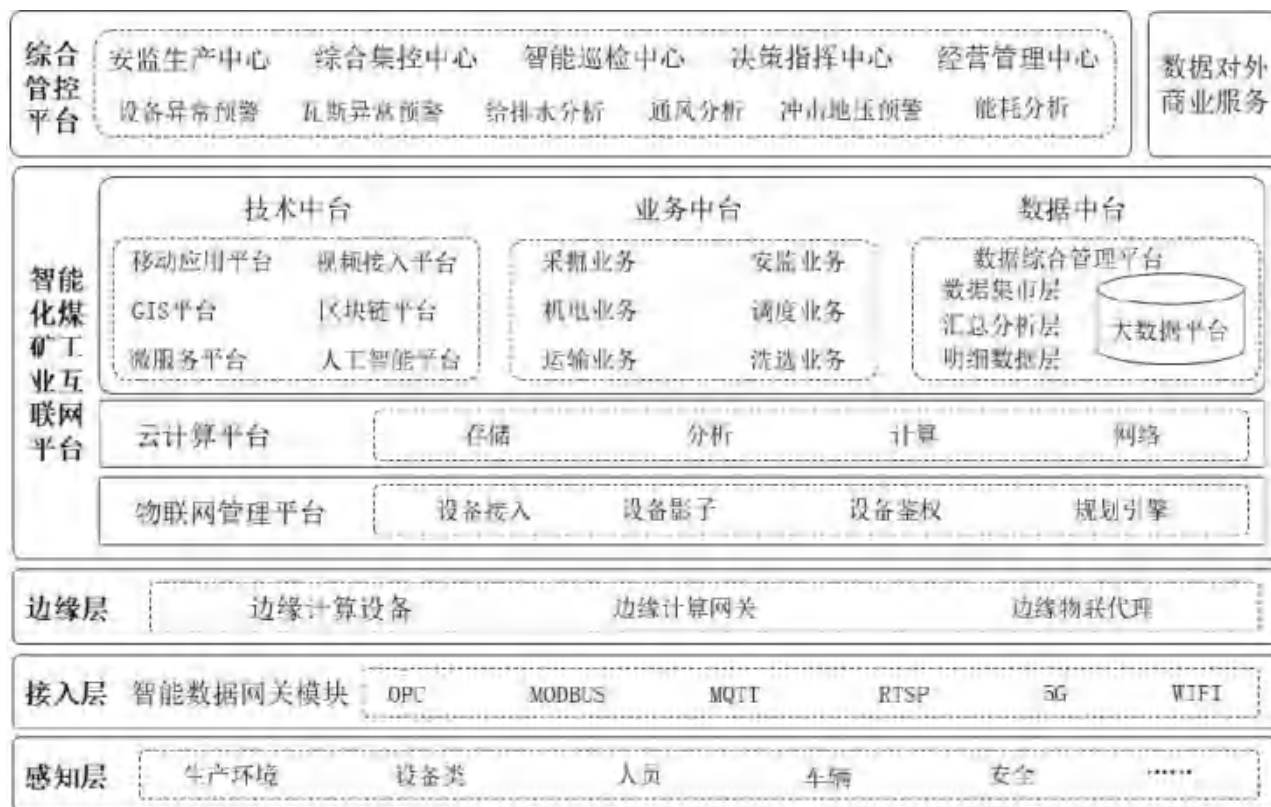 综合管控平台
安监生产中心 综合集控中心 智能巡检中心 决策指挥中心 经营管理中心
设备异常预警 瓦斯异常预警 给排水分析 通风分析 冲击地压预警 能耗分析
数据对外
商业服务
智能化煤矿工业互联网平台
技术中台 业务中台 数据中台
移动应用平台 视频接入平台
GIS平台 区块链平台
微服务平台 人工智能平台
采掘业务 安监业务
机电业务 调度业务
运输业务 洗选业务
数据综合管理平台
数据集市层
汇总分析层
明细数据层
大数据平台
云计算平台 存储 分析 计算 网络
物联网管理平台 设备接入 设备影子 设备鉴权 规划引擎
边缘层 边缘计算设备 边缘计算网关 边缘物联代理
接入层 智能数据网关模块 OPC MODBUS MQTT RTSP 5G WIFI
感知层 生产环境 设备类 人员 车辆 安全 ……